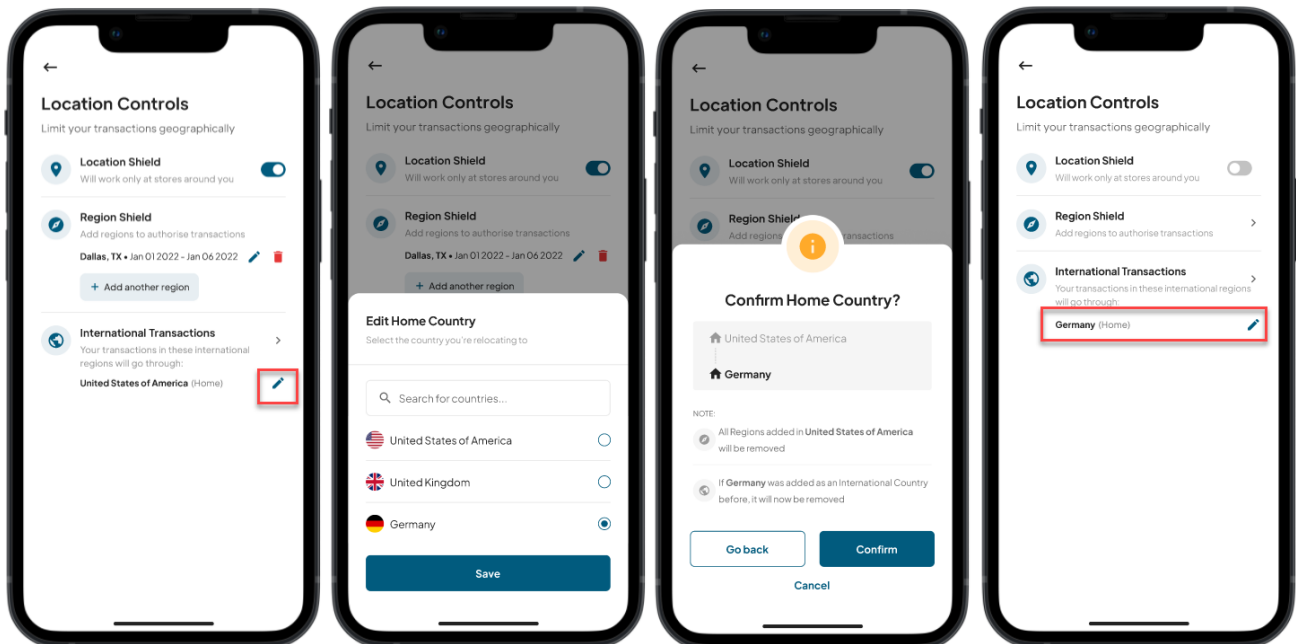 Location Controls
Limit your transactions geographically
Location Shield
Will work only at stores around you
Region Shield
Add regions to authorise transactions
Dallas, TX • Jan 01 2022 - Jan 06 2022
+ Add another region
International Transactions
Your transactions in these international
regions will go through:
United States of America (Home)
Location Controls
Limit your transactions geographically
Location Shield
Will work only at stores around you
Region Shield
Add regions to authorise transactions
Dallas, TX • Jan 01 2022 - Jan 06 2022
+ Add another region
Edit Home Country
Select the country you're relocating to
Search for countries...
United States of America
United Kingdom
Germany
Save
Location Controls
Limit your transactions geographically
Location Shield
Will work only at stores around you
Region Shield
Add regions transactions
Confirm Home Country?
United States of America
Germany
NOTE:
All Regions added in United States of America
will be removed
If Germany was added as an International Country
before, it will now be removed
Go back
Confirm
Cancel
Location Controls
Limit your transactions geographically
Location Shield
Will work only at stores around you
Region Shield
Add regions to authorise transactions
International Transactions
Your transactions in these international regions
will go through:
Germany (Home)